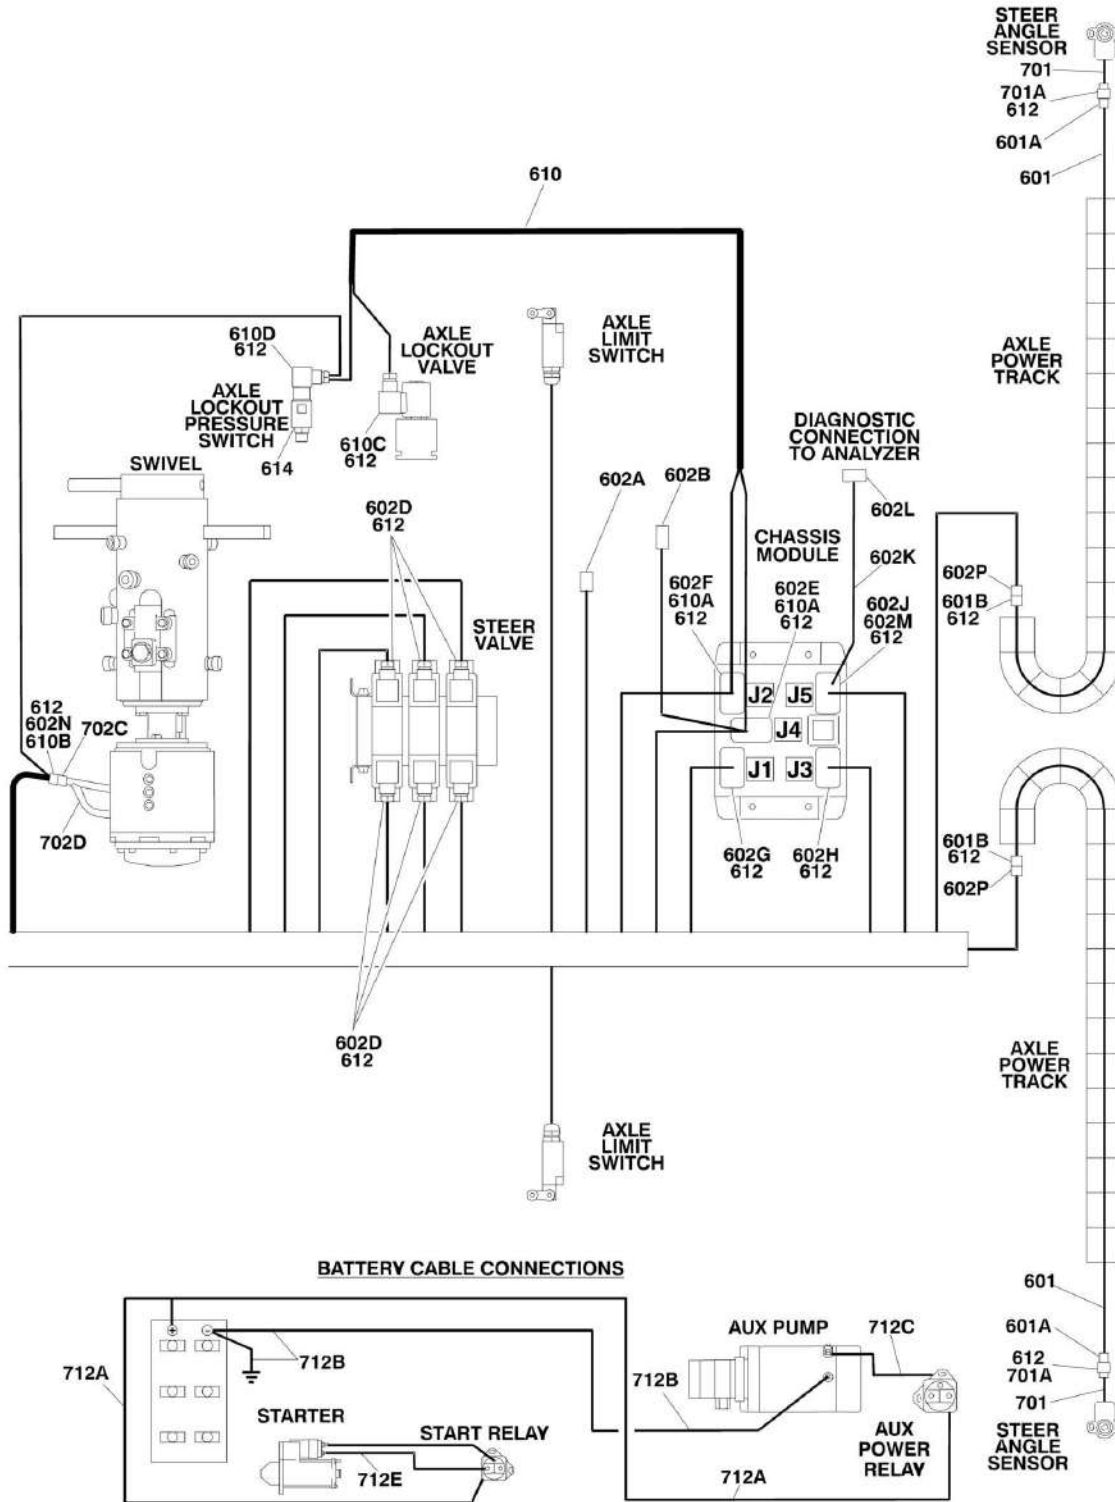 STEER
ANGLE
SENSOR
701
701A
612
601A
601
610
AXLE
POWER
TRACK
610D
612
AXLE
LOCKOUT
VALVE
AXLE
LIMIT
SWITCH
AXLE
LOCKOUT
PRESSURE
SWITCH
610C
612
614
DIAGNOSTIC
CONNECTION
TO ANALYZER
SWIVEL
602D
612
602A
602B
602L
CHASSIS
MODULE
602K
602F
610A
612
602E
610A
612
602J
602M
612
602P
601B
612
STEER
VALVE
J2
J5
J4
J1
J3
612
602N
610B
702C
702D
602G
612
602H
612
601B
612
602P
602D
612
AXLE
POWER
TRACK
AXLE
LIMIT
SWITCH
BATTERY CABLE CONNECTIONS
601
601A
612
701A
701
STEER
ANGLE
SENSOR
+
-
712A
712B
AUX PUMP
712C
712B
STARTER
START RELAY
712E
AUX
POWER
RELAY
712A